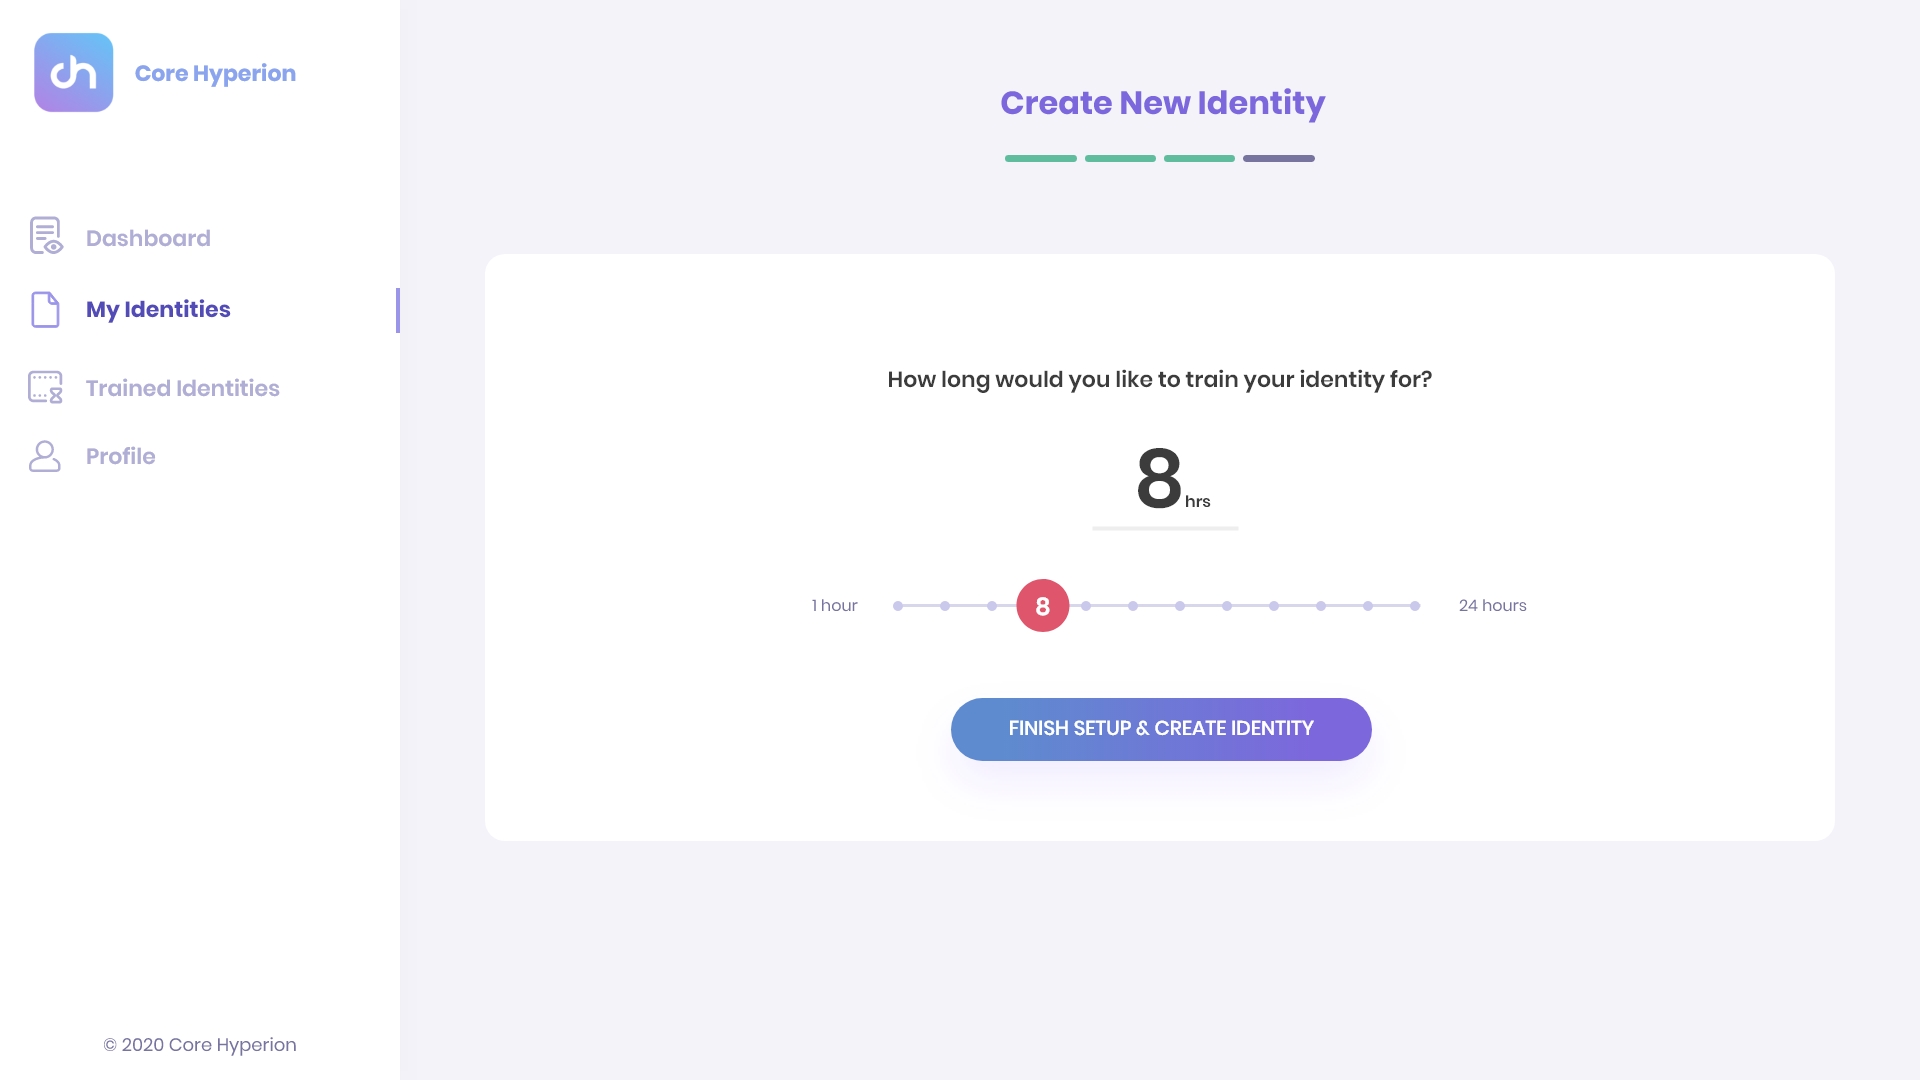 ch
Core Hyperion
Dashboard
My Identities
Trained Identities
Profile
© 2020 Core Hyperion
Create New Identity
How long would you like to train your identity for?
8 hrs
1 hour 8 24 hours
FINISH SETUP & CREATE IDENTITY